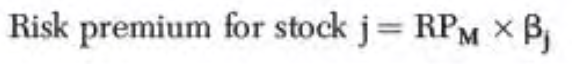 Risk premium for stock j = RP_M × β_j